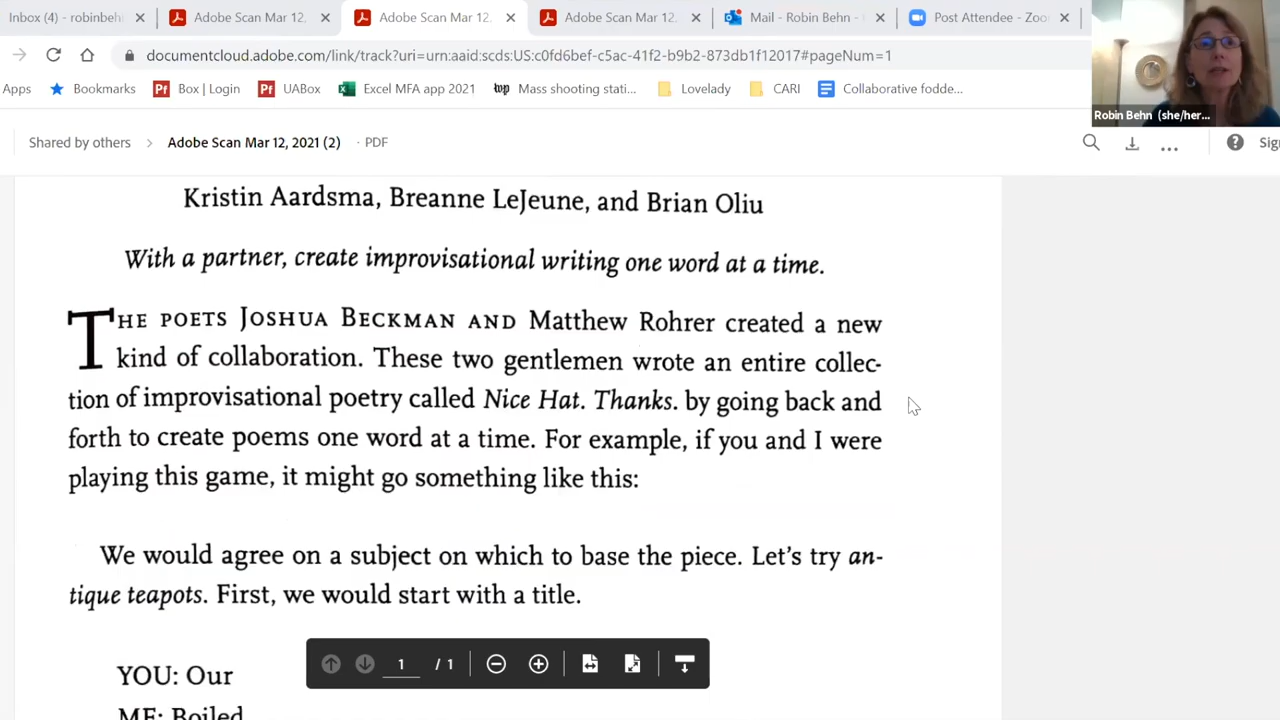 Inbox (4) - robinbehi
Adobe Scan Mar 12,
Adobe Scan Mar 12,
Adobe Scan Mar 12,
Mail - Robin Behn -
Post Attendee - Zoo
documentcloud.adobe.com/link/track?uri=urn:aaid:scds:US:c0fd6bef-c5ac-41f2-b9b2-873db1f12017#pageNum=1
Apps
Bookmarks
Pf Box | Login
Pf UABox
Excel MFA app 2021
wp Mass shooting stati...
Lovelady
CARI
Collaborative fodde...
Robin Behn (she/her...
Shared by others > Adobe Scan Mar 12, 2021 (2) · PDF
Sig
Kristin Aardsma, Breanne LeJeune, and Brian Oliu
With a partner, create improvisational writing one word at a time.
THE POETS JOSHUA BECKMAN AND Matthew Rohrer created a new
kind of collaboration. These two gentlemen wrote an entire collec-
tion of improvisational poetry called Nice Hat. Thanks. by going back and
forth to create poems one word at a time. For example, if you and I were
playing this game, it might go something like this:
We would agree on a subject on which to base the piece. Let's try an-
tique teapots. First, we would start with a title.
YOU: Our
ME: Boiled
1 / 1